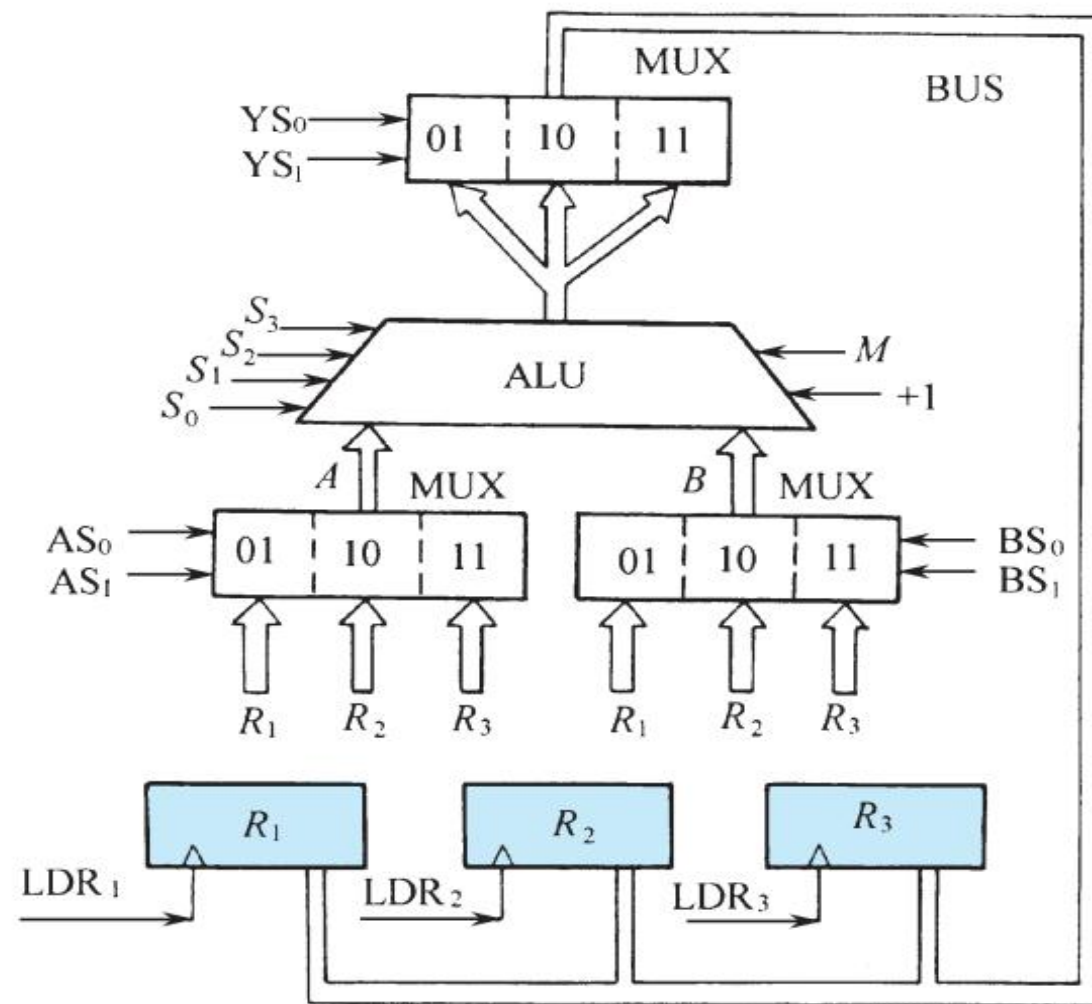 MUX
BUS
YS₀
YS₁
01 10 11
S₃
S₂
S₁
S₀
ALU
M
+1
A
MUX
B
MUX
AS₀
AS₁
01 10 11
01 10 11
BS₀
BS₁
R₁ R₂ R₃
R₁ R₂ R₃
R₁
R₂
R₃
LDR₁
LDR₂
LDR₃